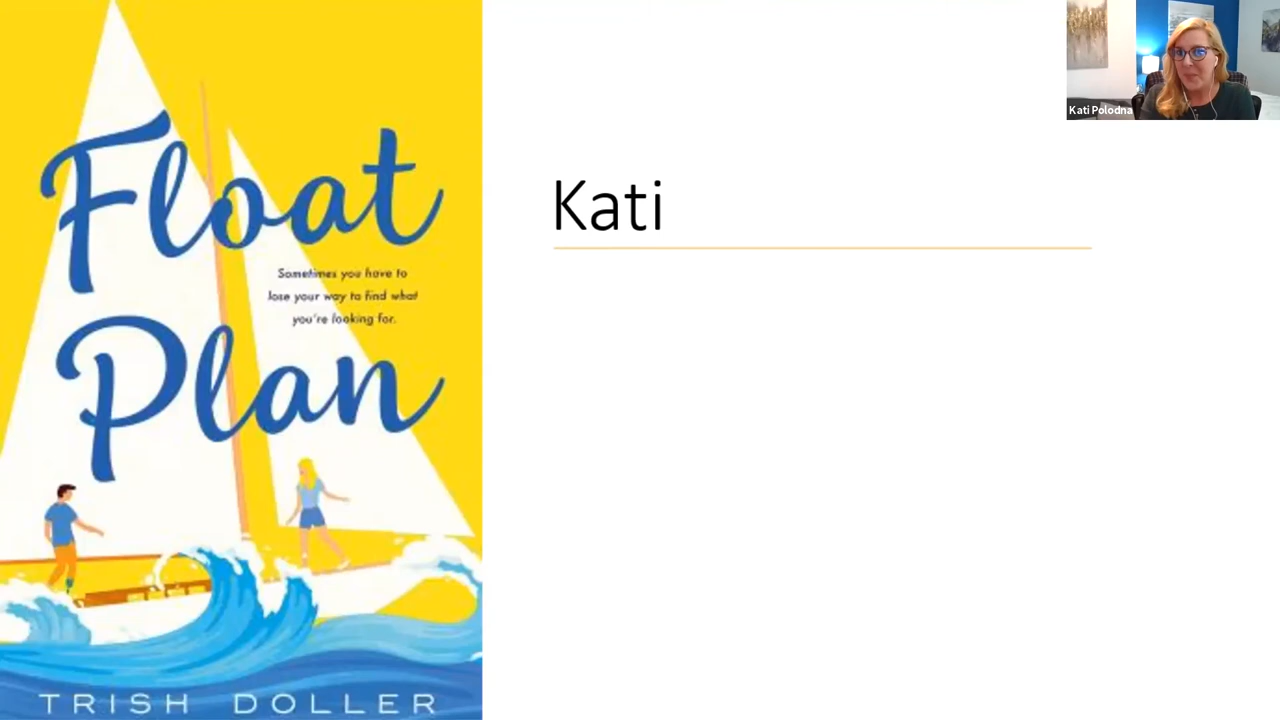 Float
Sometimes you have to
lose your way to find what
you're looking for.
Plan
TRISH DOLLER
Kati
Kati Polodna